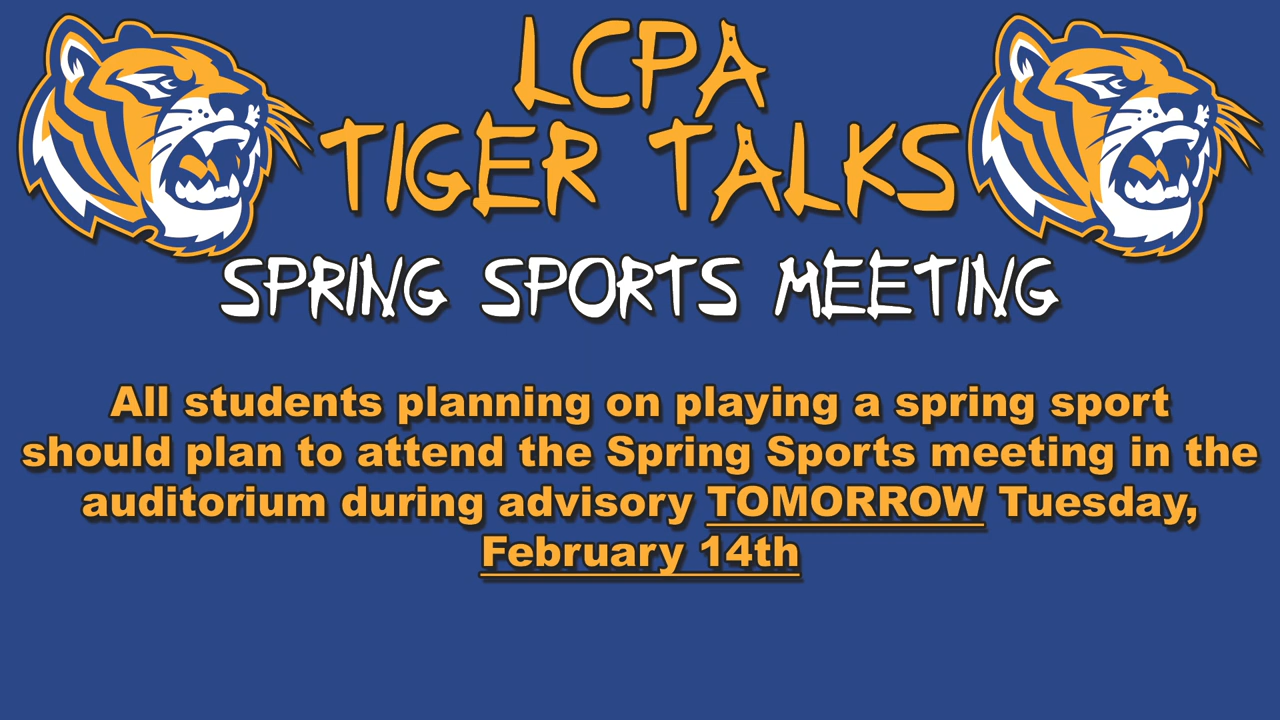 LCPA
TIGER TALKS
SPRING SPORTS MEETING
All students planning on playing a spring sport
should plan to attend the Spring Sports meeting in the
auditorium during advisory TOMORROW Tuesday,
February 14th